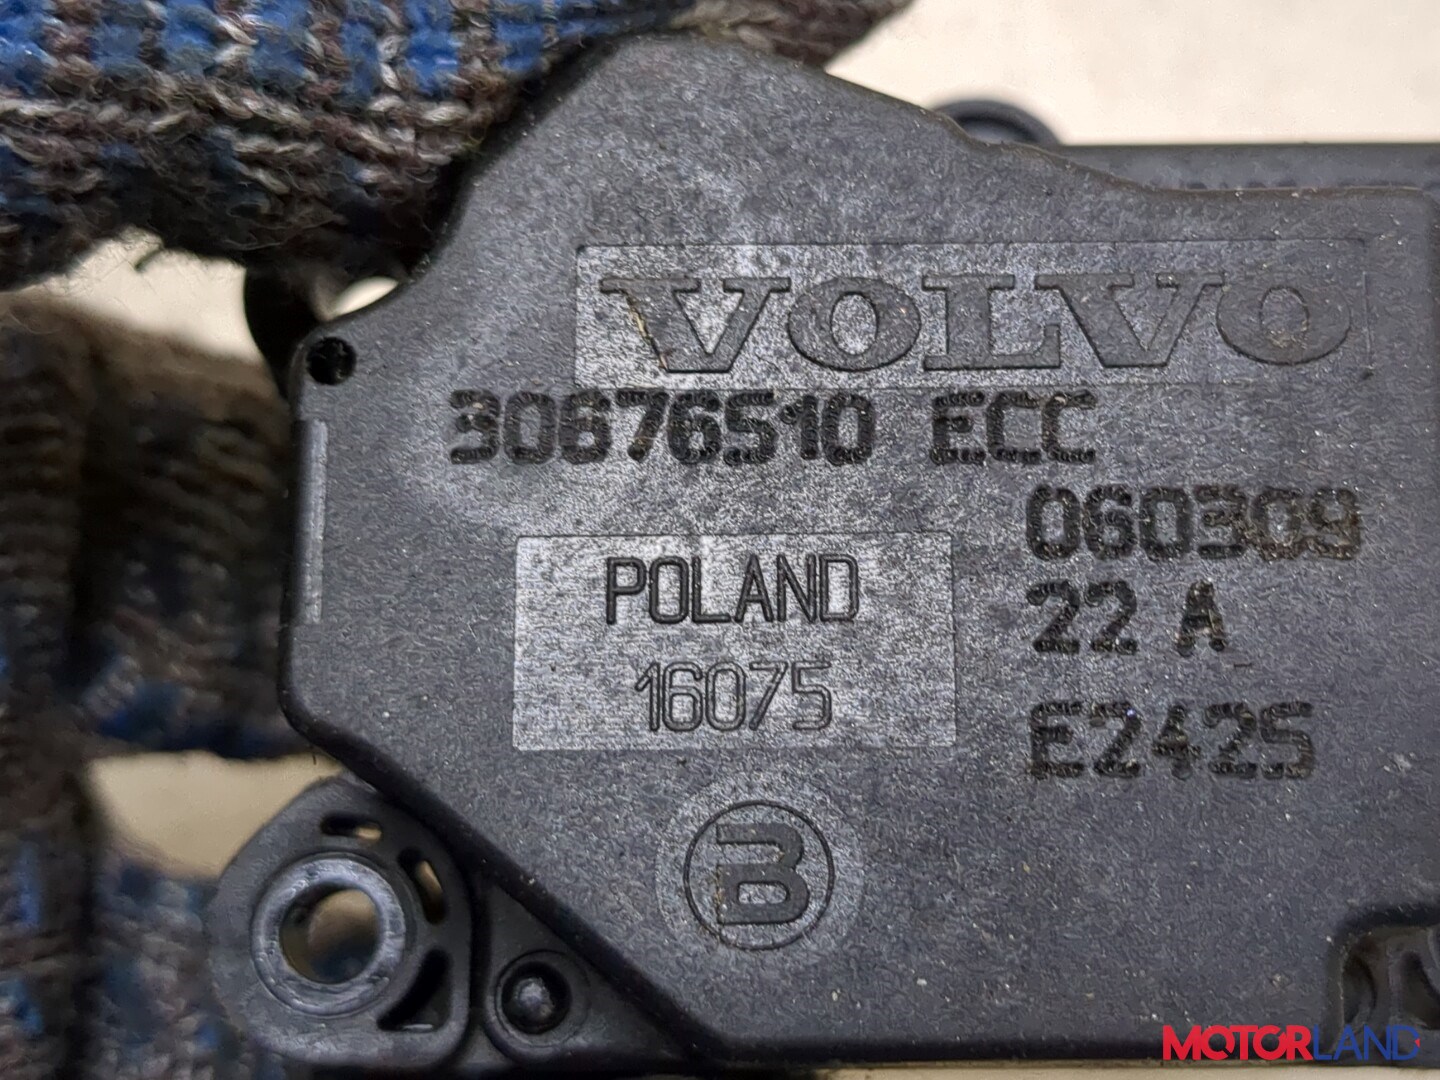 VOLVO
30676510 ECC
060309
POLAND
22 A
16075
E2425
B
MOTORLAND